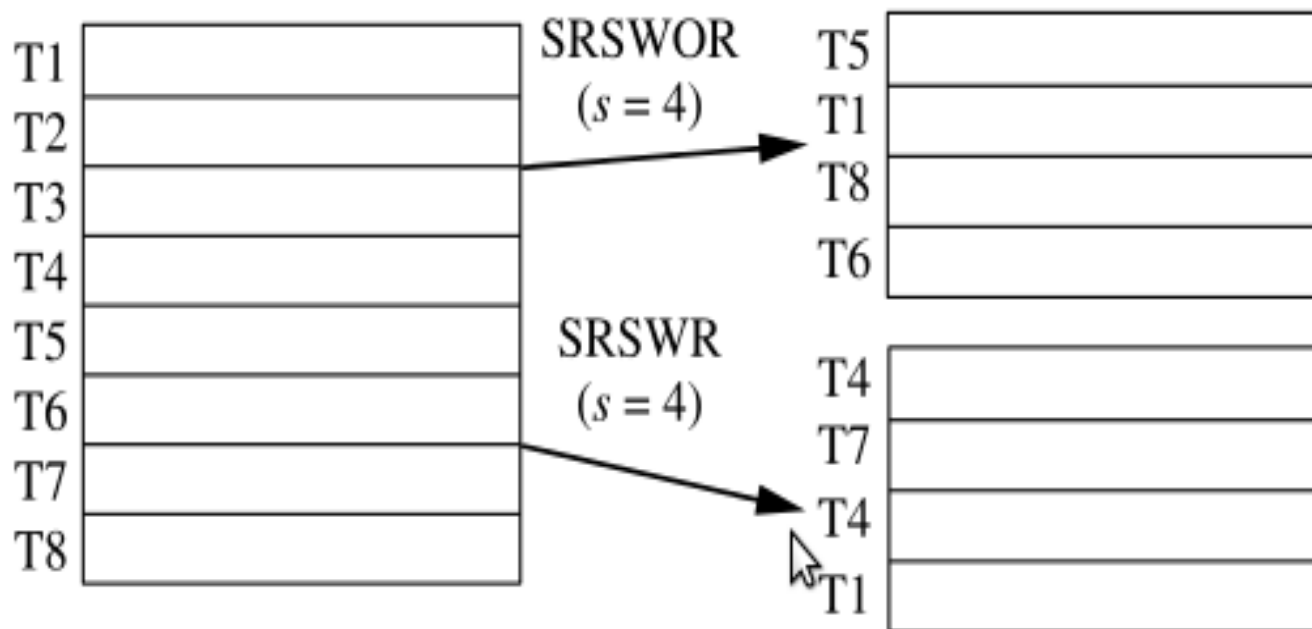 T1
T2
T3
T4
T5
T6
T7
T8
SRSWOR
(s = 4)
SRSWR
(s = 4)
T5
T1
T8
T6
T4
T7
T4
T1